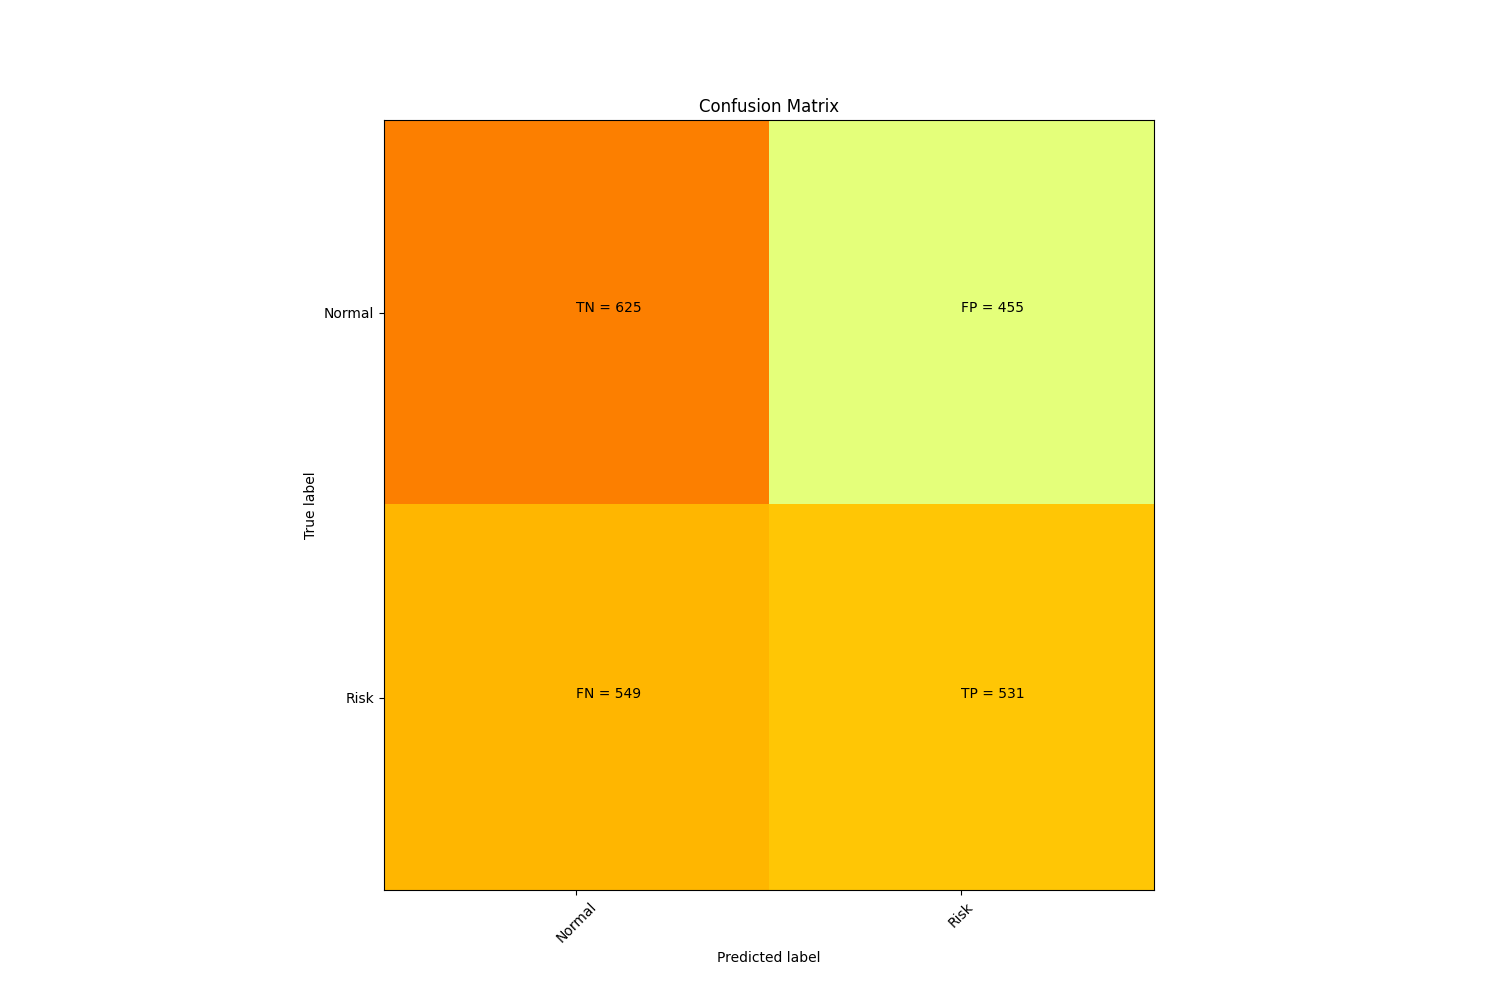 Confusion Matrix
Normal
TN = 625
FP = 455
True label
Risk
FN = 549
TP = 531
Normal
Risk
Predicted label